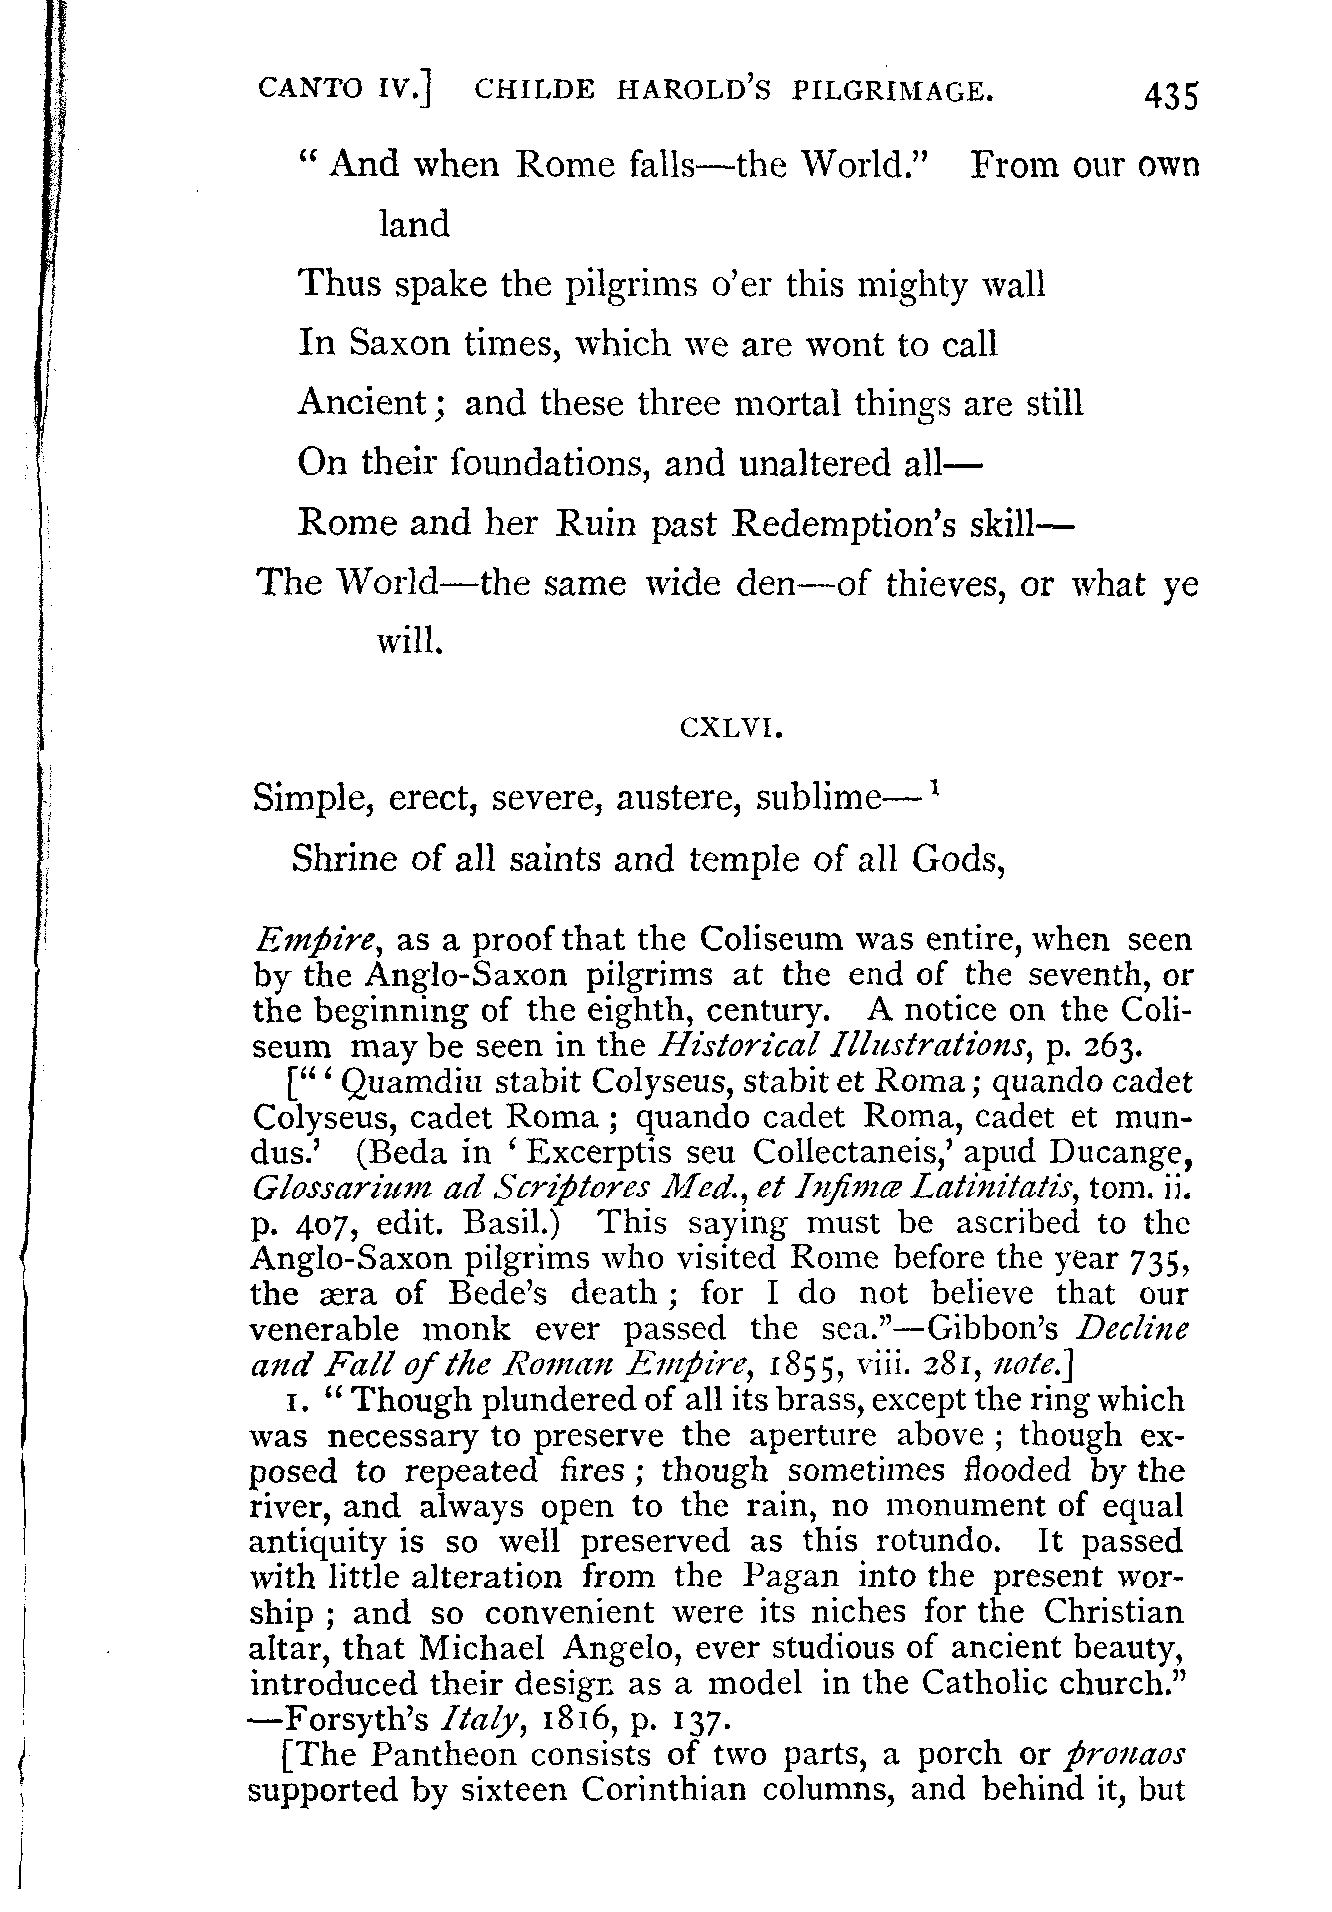 CANTO IV.] CHILDE HAROLD'S PILGRIMAGE. 435
“ And when Rome falls—the World.” From our own
land
Thus spake the pilgrims o'er this mighty wall
In Saxon times, which we are wont to call
Ancient ; and these three mortal things are still
On their foundations, and unaltered all—
Rome and her Ruin past Redemption's skill—
The World—the same wide den—of thieves, or what ye
will.
CXLVI.
Simple, erect, severe, austere, sublime— 1
Shrine of all saints and temple of all Gods,
Empire, as a proof that the Coliseum was entire, when seen
by the Anglo-Saxon pilgrims at the end of the seventh, or
the beginning of the eighth, century. A notice on the Coli-
seum may be seen in the Historical Illustrations, p. 263.
[“ ‘ Quamdiu stabit Colyseus, stabit et Roma ; quando cadet
Colyseus, cadet Roma ; quando cadet Roma, cadet et mun-
dus.’ (Beda in ‘ Excerptis seu Collectaneis,’ apud Ducange,
Glossarium ad Scriptores Med., et Infimæ Latinitatis, tom. ii.
p. 407, edit. Basil.) This saying must be ascribed to the
Anglo-Saxon pilgrims who visited Rome before the year 735,
the æra of Bede's death ; for I do not believe that our
venerable monk ever passed the sea.”—Gibbon's Decline
and Fall of the Roman Empire, 1855, viii. 281, note.]
1. “ Though plundered of all its brass, except the ring which
was necessary to preserve the aperture above ; though ex-
posed to repeated fires ; though sometimes flooded by the
river, and always open to the rain, no monument of equal
antiquity is so well preserved as this rotundo. It passed
with little alteration from the Pagan into the present wor-
ship ; and so convenient were its niches for the Christian
altar, that Michael Angelo, ever studious of ancient beauty,
introduced their design as a model in the Catholic church.”
—Forsyth's Italy, 1816, p. 137.
[The Pantheon consists of two parts, a porch or pronaos
supported by sixteen Corinthian columns, and behind it, but